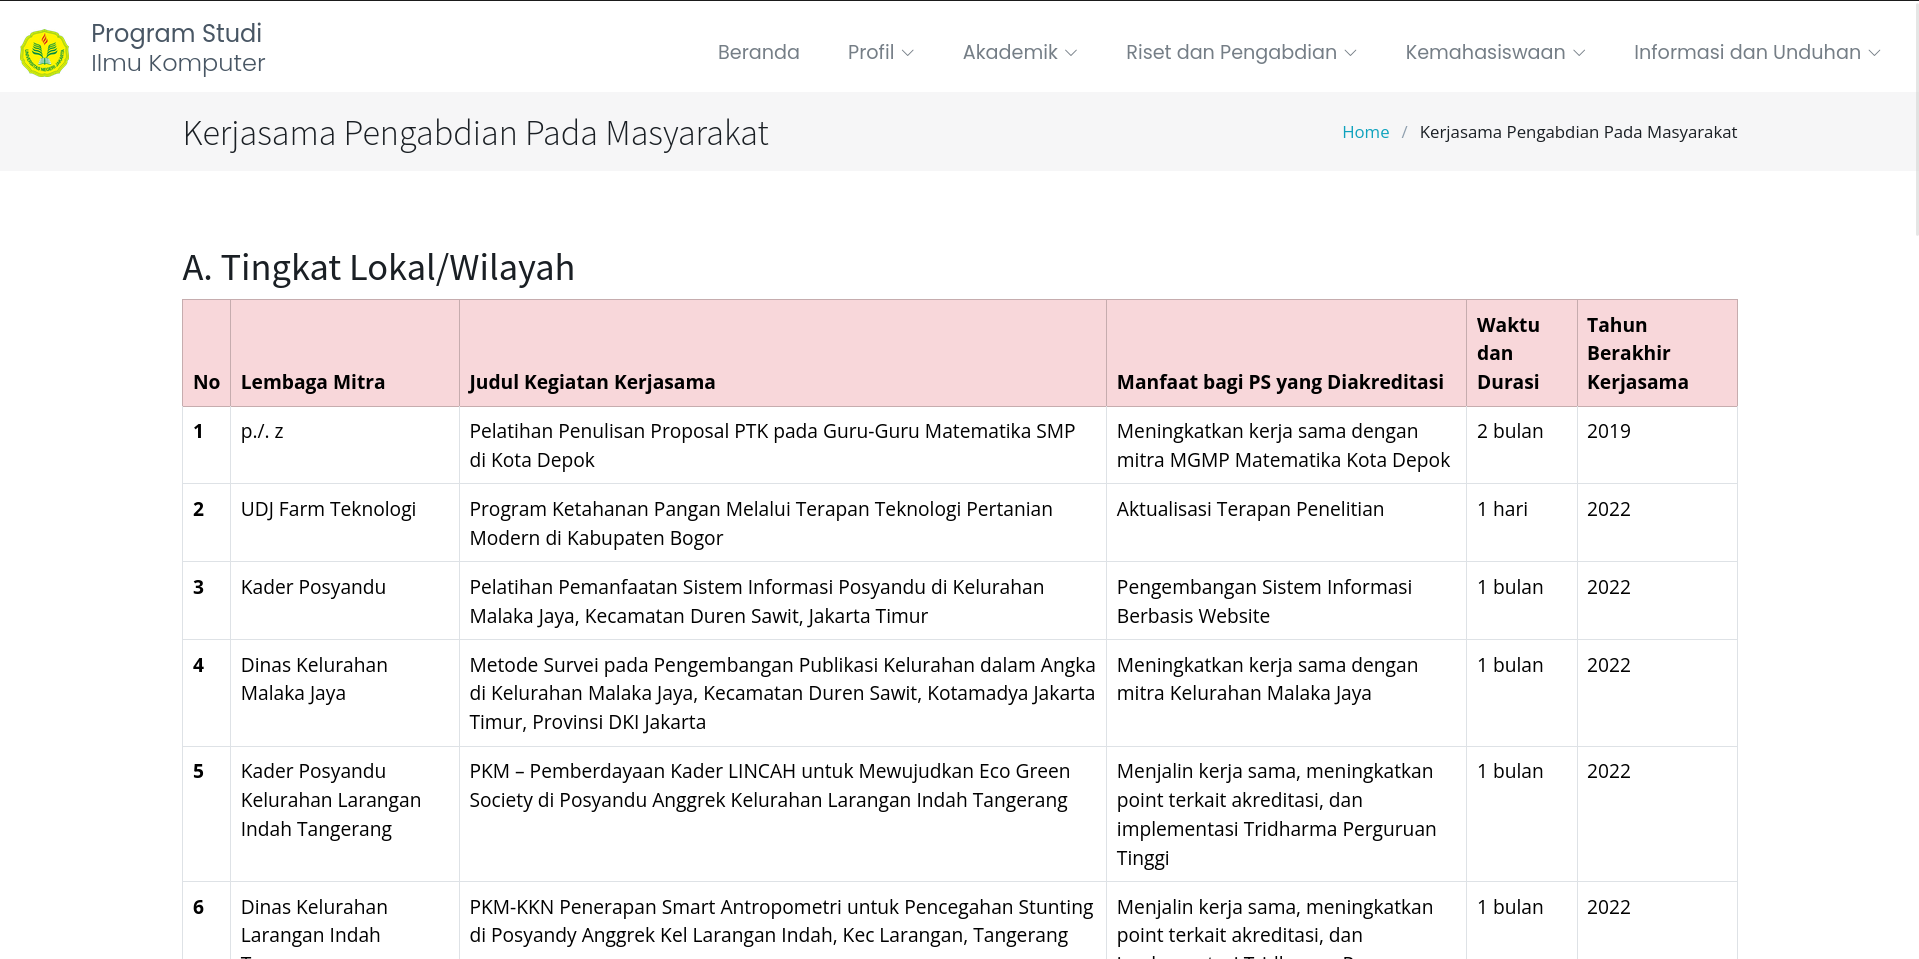 Program Studi
Ilmu Komputer
Beranda
Profil
Akademik
Riset dan Pengabdian
Kemahasiswaan
Informasi dan Unduhan
Kerjasama Pengabdian Pada Masyarakat
Home / Kerjasama Pengabdian Pada Masyarakat
A. Tingkat Lokal/Wilayah
No
Lembaga Mitra
Judul Kegiatan Kerjasama
Manfaat bagi PS yang Diakreditasi
Waktu
dan
Durasi
Tahun
Berakhir
Kerjasama
1
p./. z
Pelatihan Penulisan Proposal PTK pada Guru-Guru Matematika SMP
di Kota Depok
Meningkatkan kerja sama dengan
mitra MGMP Matematika Kota Depok
2 bulan
2019
2
UDJ Farm Teknologi
Program Ketahanan Pangan Melalui Terapan Teknologi Pertanian
Modern di Kabupaten Bogor
Aktualisasi Terapan Penelitian
1 hari
2022
3
Kader Posyandu
Pelatihan Pemanfaatan Sistem Informasi Posyandu di Kelurahan
Malaka Jaya, Kecamatan Duren Sawit, Jakarta Timur
Pengembangan Sistem Informasi
Berbasis Website
1 bulan
2022
4
Dinas Kelurahan
Malaka Jaya
Metode Survei pada Pengembangan Publikasi Kelurahan dalam Angka
di Kelurahan Malaka Jaya, Kecamatan Duren Sawit, Kotamadya Jakarta
Timur, Provinsi DKI Jakarta
Meningkatkan kerja sama dengan
mitra Kelurahan Malaka Jaya
1 bulan
2022
5
Kader Posyandu
Kelurahan Larangan
Indah Tangerang
PKM – Pemberdayaan Kader LINCAH untuk Mewujudkan Eco Green
Society di Posyandu Anggrek Kelurahan Larangan Indah Tangerang
Menjalin kerja sama, meningkatkan
point terkait akreditasi, dan
implementasi Tridharma Perguruan
Tinggi
1 bulan
2022
6
Dinas Kelurahan
Larangan Indah
PKM-KKN Penerapan Smart Antropometri untuk Pencegahan Stunting
di Posyandy Anggrek Kel Larangan Indah, Kec Larangan, Tangerang
Menjalin kerja sama, meningkatkan
point terkait akreditasi, dan
1 bulan
2022